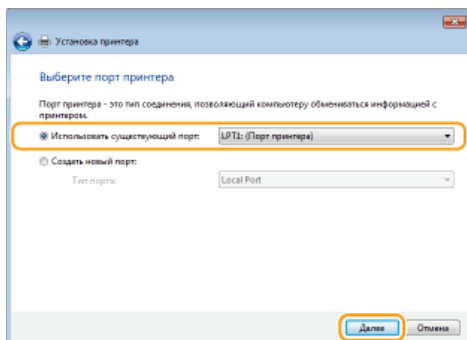 Установка принтера
Выберите порт принтера
Порт принтера - это тип соединения, позволяющий компьютеру обмениваться информацией с
принтером.
Использовать существующий порт: LPT1: (Порт принтера)
Создать новый порт:
Тип порта: Local Port
Далее Отмена